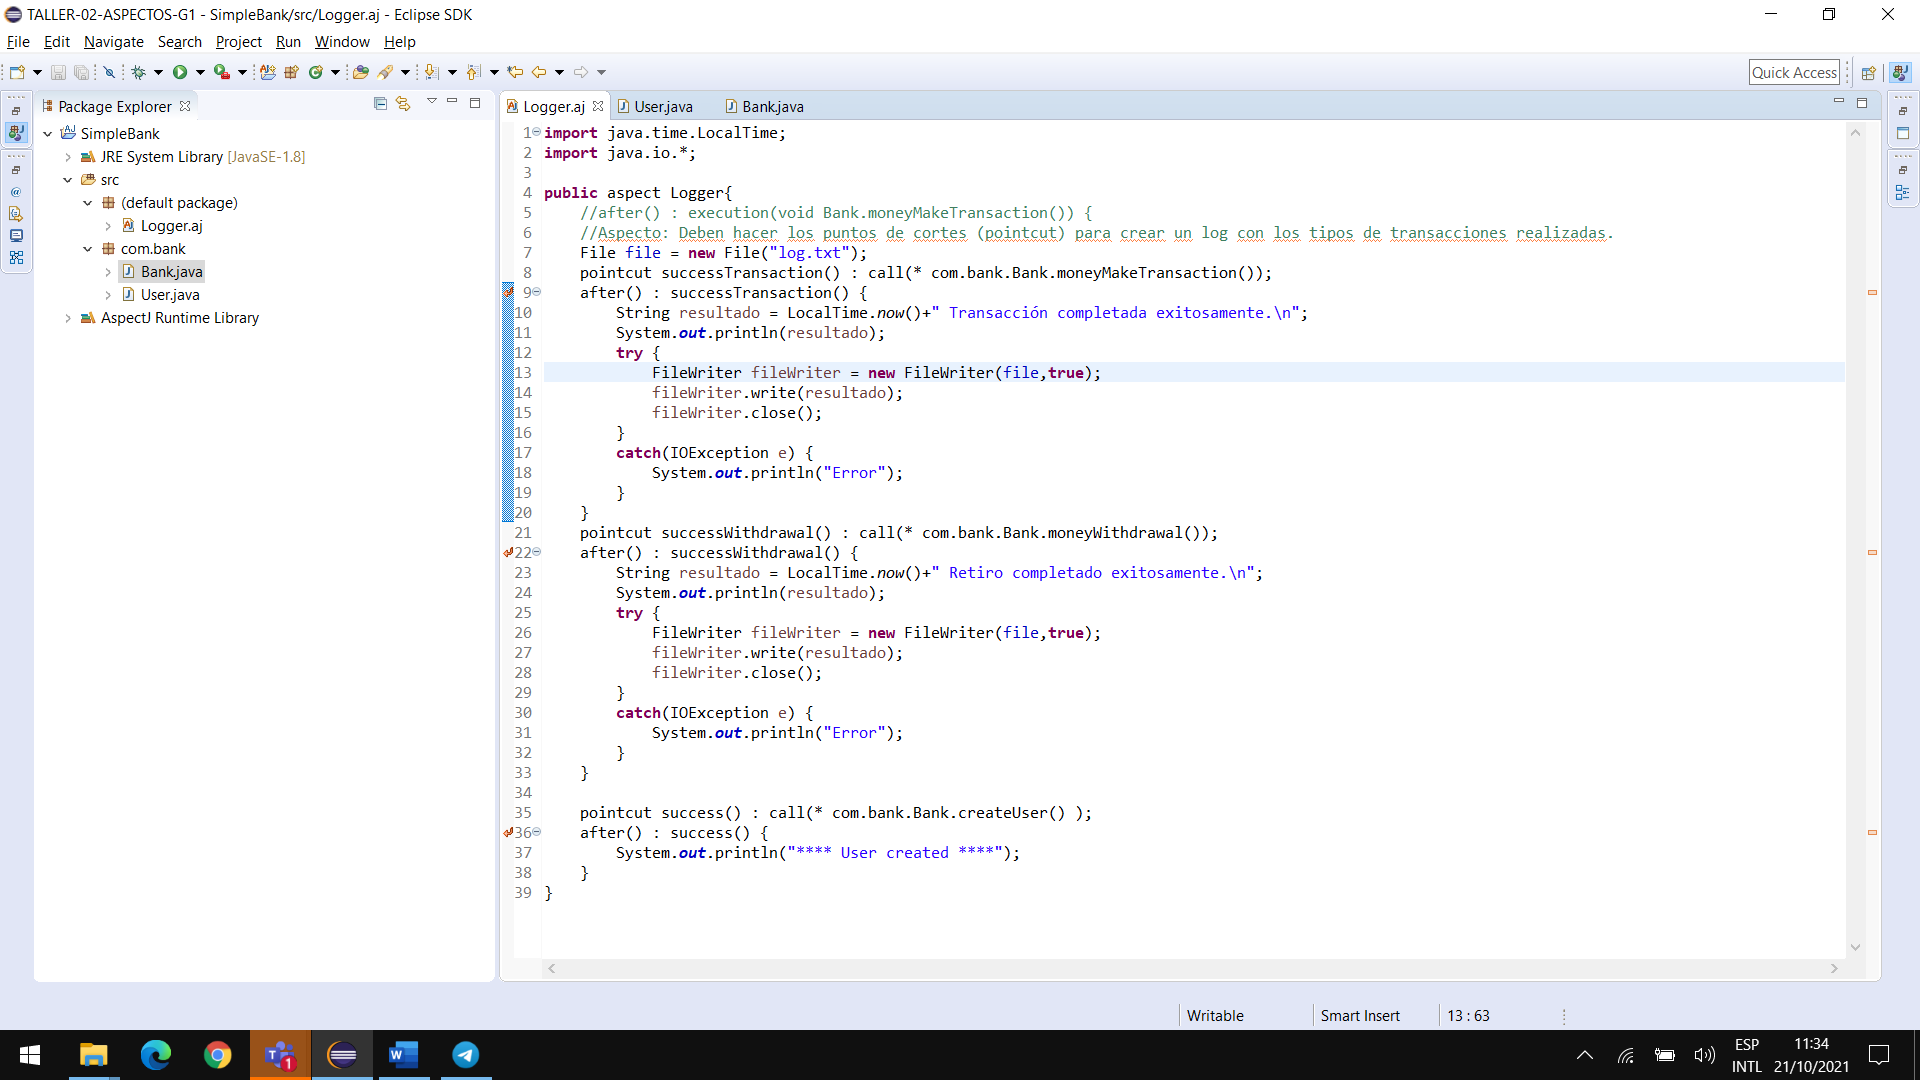 TALLER-02-ASPECTOS-G1 - SimpleBank/src/Logger.aj - Eclipse SDK
File Edit Navigate Search Project Run Window Help
Quick Access
Package Explorer
SimpleBank
JRE System Library [JavaSE-1.8]
src
(default package)
Logger.aj
com.bank
Bank.java
User.java
AspectJ Runtime Library
Logger.aj User.java Bank.java
1 import java.time.LocalTime;
2 import java.io.*;
3
4 public aspect Logger{
5 //after() : execution(void Bank.moneyMakeTransaction()) {
6 //Aspecto: Deben hacer los puntos de cortes (pointcut) para crear un log con los tipos de transacciones realizadas.
7 File file = new File("log.txt");
8 pointcut successTransaction() : call(* com.bank.Bank.moneyMakeTransaction());
9 after() : successTransaction() {
10 String resultado = LocalTime.now()+" Transacción completada exitosamente.\n";
11 System.out.println(resultado);
12 try {
13 FileWriter fileWriter = new FileWriter(file,true);
14 fileWriter.write(resultado);
15 fileWriter.close();
16 }
17 catch(IOException e) {
18 System.out.println("Error");
19 }
20 }
21 pointcut successWithdrawal() : call(* com.bank.Bank.moneyWithdrawal());
22 after() : successWithdrawal() {
23 String resultado = LocalTime.now()+" Retiro completado exitosamente.\n";
24 System.out.println(resultado);
25 try {
26 FileWriter fileWriter = new FileWriter(file,true);
27 fileWriter.write(resultado);
28 fileWriter.close();
29 }
30 catch(IOException e) {
31 System.out.println("Error");
32 }
33 }
34
35 pointcut success() : call(* com.bank.Bank.createUser() );
36 after() : success() {
37 System.out.println("**** User created ****");
38 }
39 }
Writable Smart Insert 13 : 63
1
ESP
INTL
11:34
21/10/2021